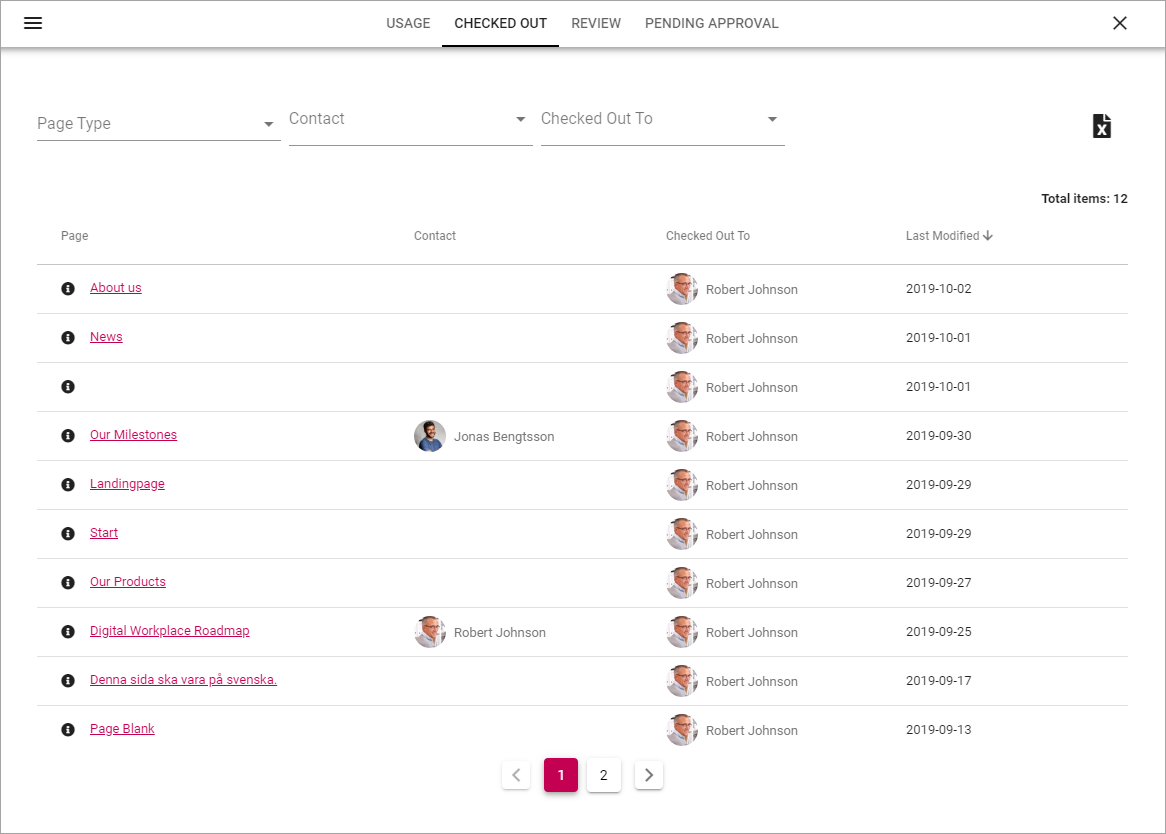 USAGE CHECKED OUT REVIEW PENDING APPROVAL
Page Type Contact Checked Out To
Total items: 12
Page Contact Checked Out To Last Modified
About us Robert Johnson 2019-10-02
News Robert Johnson 2019-10-01
Robert Johnson 2019-10-01
Our Milestones Jonas Bengtsson Robert Johnson 2019-09-30
Landingpage Robert Johnson 2019-09-29
Start Robert Johnson 2019-09-29
Our Products Robert Johnson 2019-09-27
Digital Workplace Roadmap Robert Johnson Robert Johnson 2019-09-25
Denna sida ska vara på svenska. Robert Johnson 2019-09-17
Page Blank Robert Johnson 2019-09-13
1 2